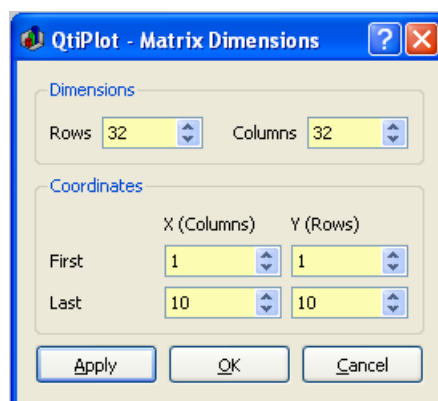 QtiPlot - Matrix Dimensions ?
Dimensions
Rows 32 Columns 32
Coordinates
X (Columns) Y (Rows)
First 1 1
Last 10 10
Apply OK Cancel